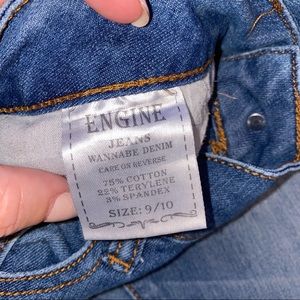 ENGINE
JEANS
WANNABE DENIM
CARE ON REVERSE
75% COTTON
22% TERYLENE
3% SPANDEX
SIZE: 9/10